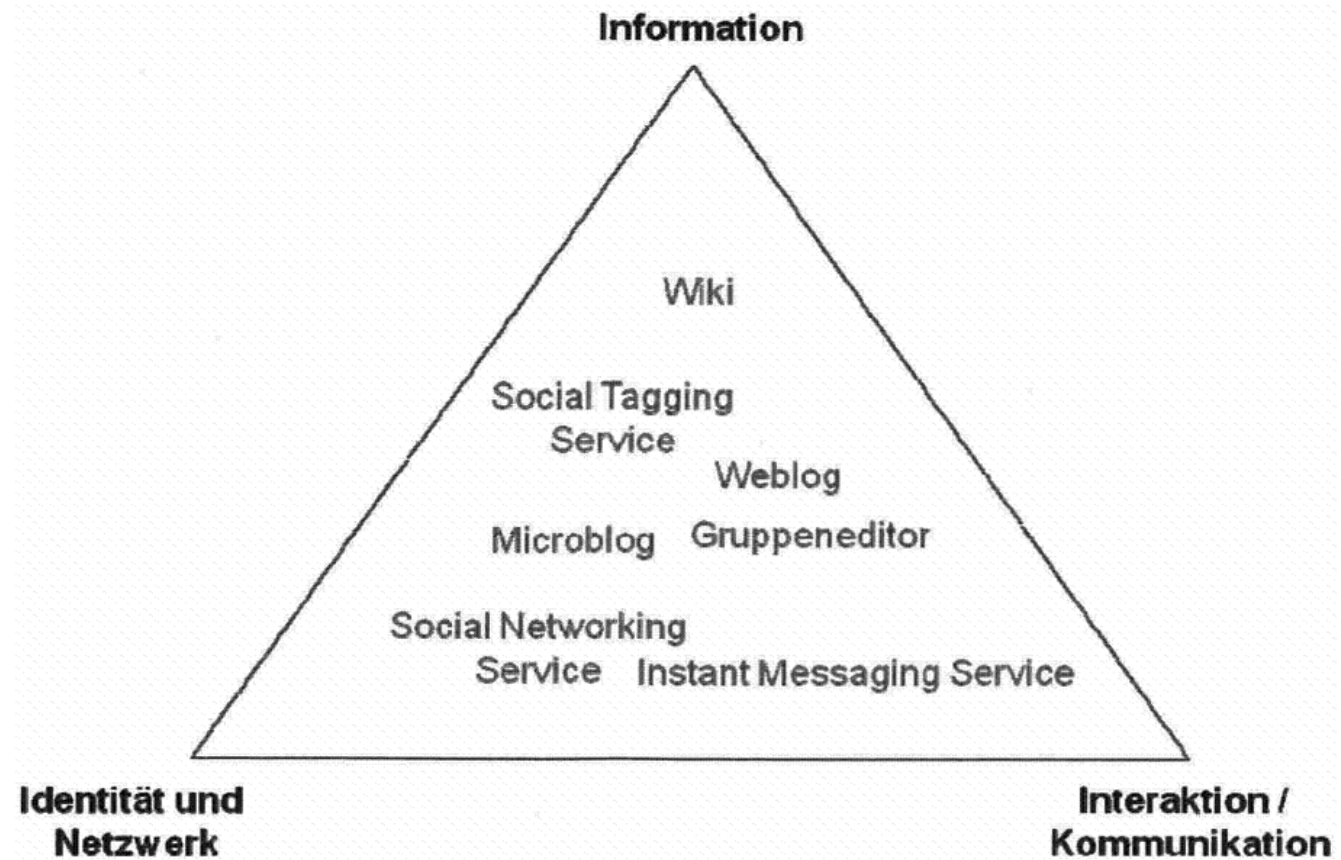 Information
Wiki
Social Tagging
Service
Weblog
Microblog
Gruppeneditor
Social Networking
Service
Instant Messaging Service
Identität und
Netzwerk
Interaktion /
Kommunikation